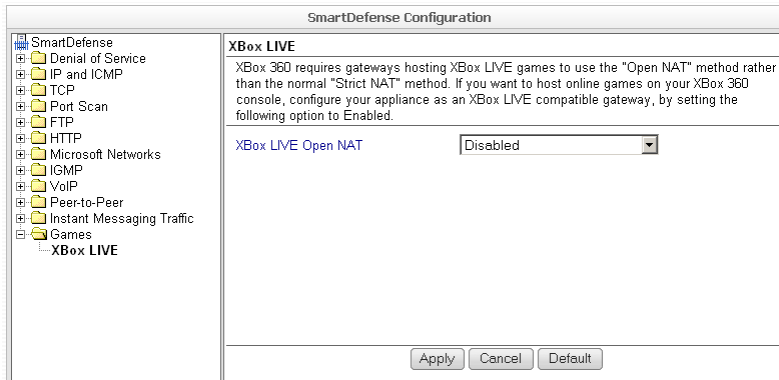 SmartDefense Configuration
SmartDefense
Denial of Service
IP and ICMP
TCP
Port Scan
FTP
HTTP
Microsoft Networks
IGMP
VoIP
Peer-to-Peer
Instant Messaging Traffic
Games
XBox LIVE
XBox LIVE
XBox 360 requires gateways hosting XBox LIVE games to use the "Open NAT" method rather
than the normal "Strict NAT" method. If you want to host online games on your XBox 360
console, configure your appliance as an XBox LIVE compatible gateway, by setting the
following option to Enabled.
XBox LIVE Open NAT Disabled
Apply Cancel Default